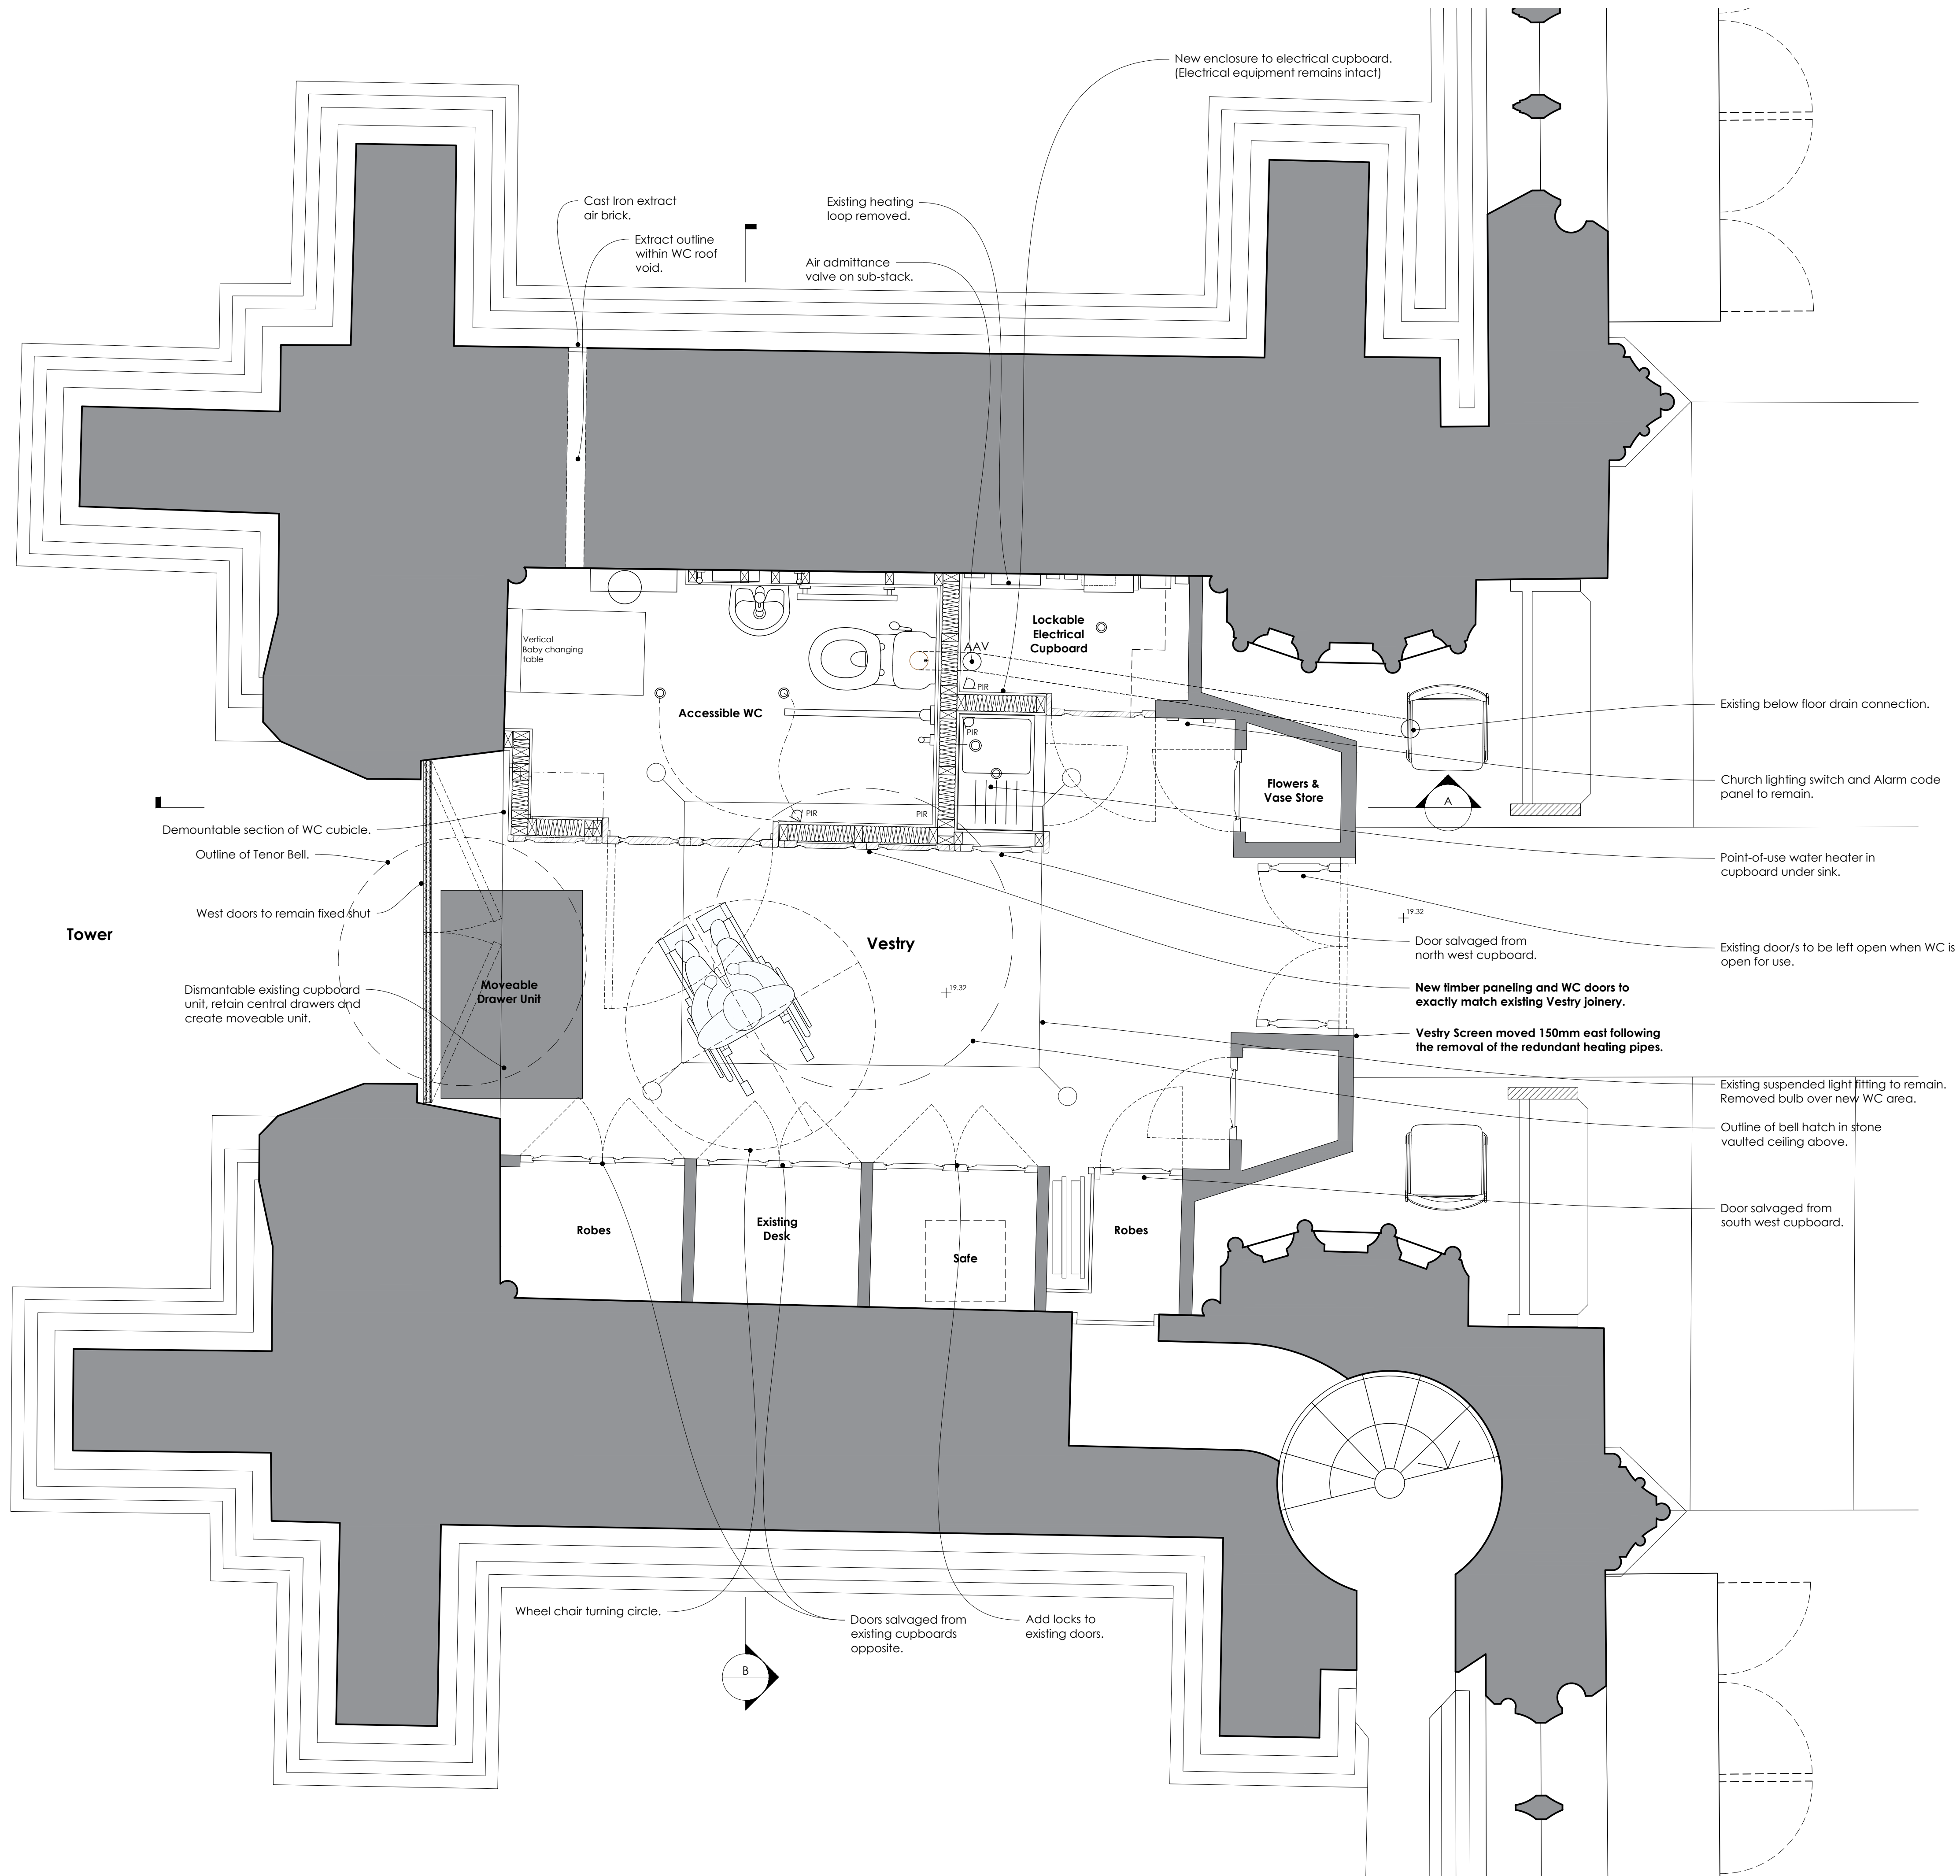 New enclosure to electrical cupboard.
(Electrical equipment remains intact)
Cast Iron extract
air brick.
Existing heating
loop removed.
Extract outline
within WC roof
void.
Air admittance
valve on sub-stack.
Vertical
Baby changing
table
Lockable
Electrical
Cupboard
AAV
PIR
Accessible WC
PIR
Existing below floor drain connection.
Flowers &
Vase Store
Church lighting switch and Alarm code
panel to remain.
A
PIR
PIR
Demountable section of WC cubicle.
Outline of Tenor Bell.
Point-of-use water heater in
cupboard under sink.
West doors to remain fixed shut
19.32
Tower
Vestry
Door salvaged from
north west cupboard.
Existing door/s to be left open when WC is
open for use.
Dismantable existing cupboard
unit, retain central drawers and
create moveable unit.
Moveable
Drawer Unit
19.32
New timber paneling and WC doors to
exactly match existing Vestry joinery.
Vestry Screen moved 150mm east following
the removal of the redundant heating pipes.
Existing suspended light fitting to remain.
Removed bulb over new WC area.
Outline of bell hatch in stone
vaulted ceiling above.
Door salvaged from
south west cupboard.
Robes
Existing
Desk
Safe
Robes
Wheel chair turning circle.
Doors salvaged from
existing cupboards
opposite.
Add locks to
existing doors.
B